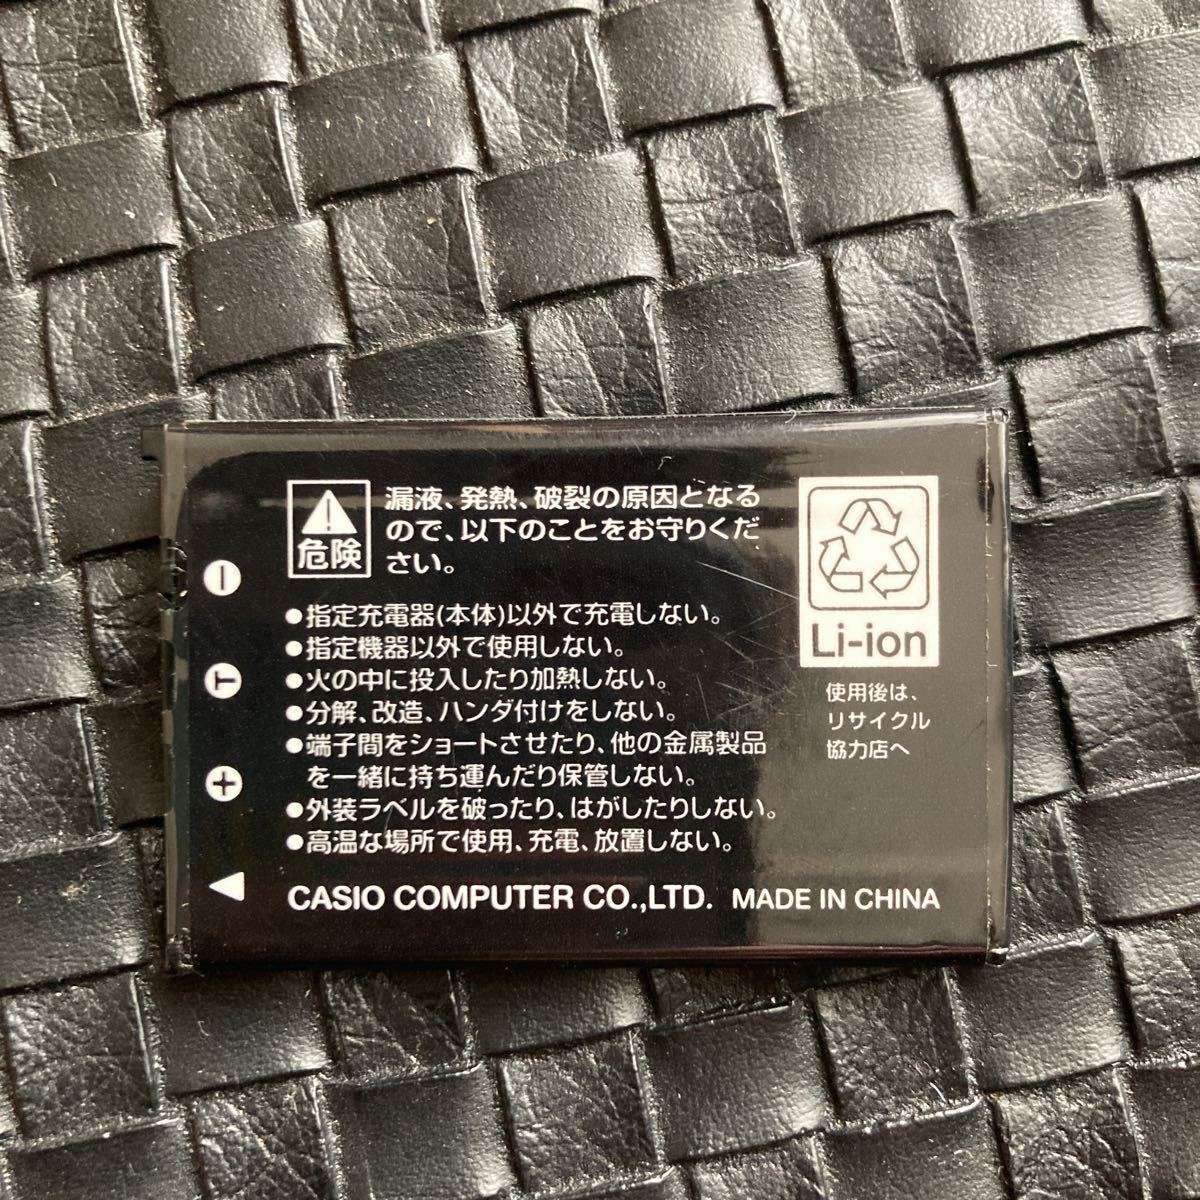 漏液、発熱、破裂の原因となる
ので、以下のことをお守りくだ
さい。
危険
●指定充電器(本体)以外で充電しない。
●指定機器以外で使用しない。
●火の中に投入したり加熱しない。
●分解、改造、ハンダ付けをしない。
●端子間をショートさせたり、他の金属製品
を一緒に持ち運んだり保管しない。
●外装ラベルを破ったり、はがしたりしない。
●高温な場所で使用、充電、放置しない。
CASIO COMPUTER CO.,LTD. MADE IN CHINA
Li-ion
使用後は、
リサイクル
協力店へ
−
T
+